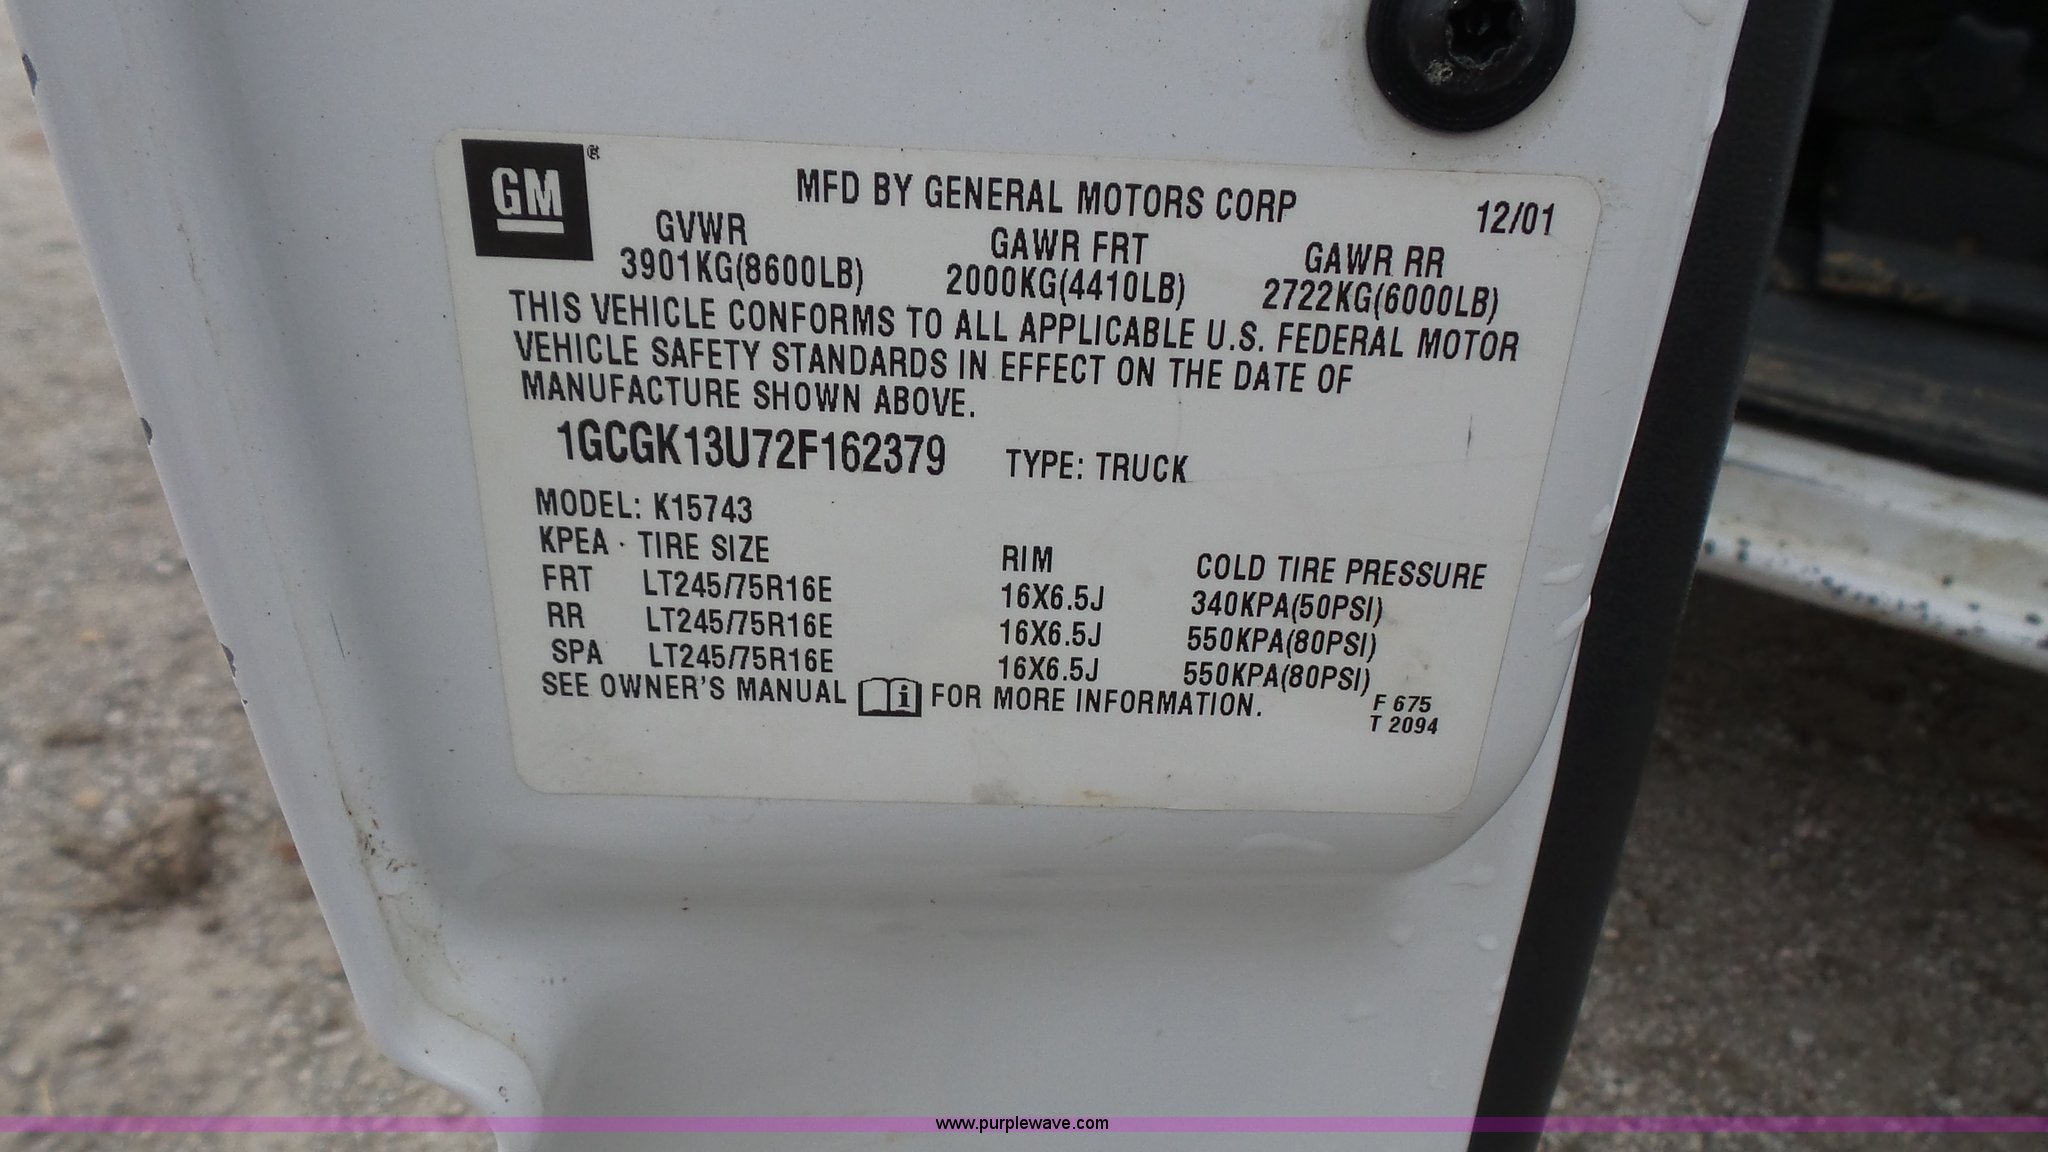 GM ®
MFD BY GENERAL MOTORS CORP 12/01
GVWR GAWR FRT GAWR RR
3901KG(8600LB) 2000KG(4410LB) 2722KG(6000LB)
THIS VEHICLE CONFORMS TO ALL APPLICABLE U.S. FEDERAL MOTOR
VEHICLE SAFETY STANDARDS IN EFFECT ON THE DATE OF
MANUFACTURE SHOWN ABOVE.
1GCGK13U72F162379 TYPE: TRUCK
MODEL: K15743
KPEA · TIRE SIZE RIM COLD TIRE PRESSURE
FRT LT245/75R16E 16X6.5J 340KPA(50PSI)
RR LT245/75R16E 16X6.5J 550KPA(80PSI)
SPA LT245/75R16E 16X6.5J 550KPA(80PSI)
SEE OWNER'S MANUAL i FOR MORE INFORMATION.
F 675
T 2094
www.purplewave.com